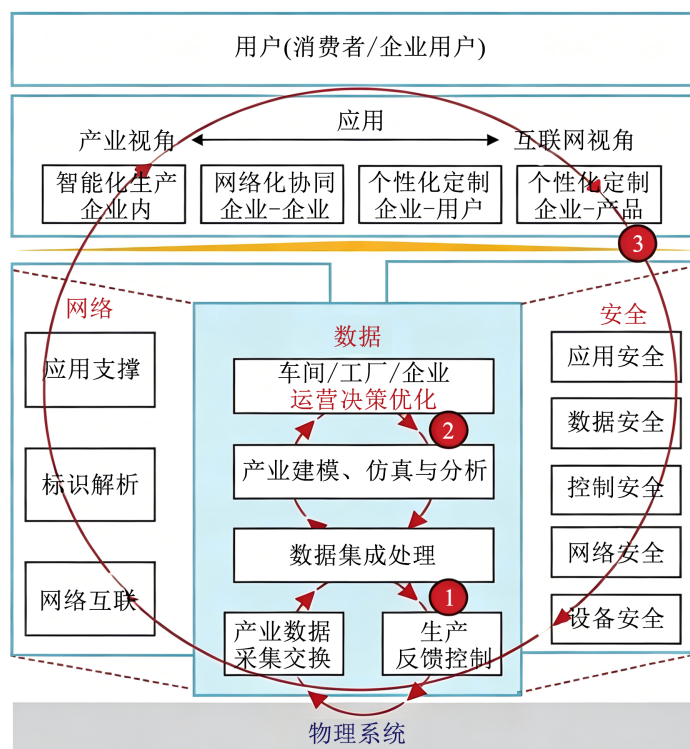 用户(消费者/企业用户)
应用
产业视角
互联网视角
智能化生产
企业内
网络化协同
企业-企业
个性化定制
企业-用户
个性化定制
企业-产品
3
网络
应用支撑
标识解析
网络互联
数据
车间/工厂/企业
运营决策优化
2
产业建模、仿真与分析
数据集成处理
1
产业数据
采集交换
生产
反馈控制
安全
应用安全
数据安全
控制安全
网络安全
设备安全
物理系统